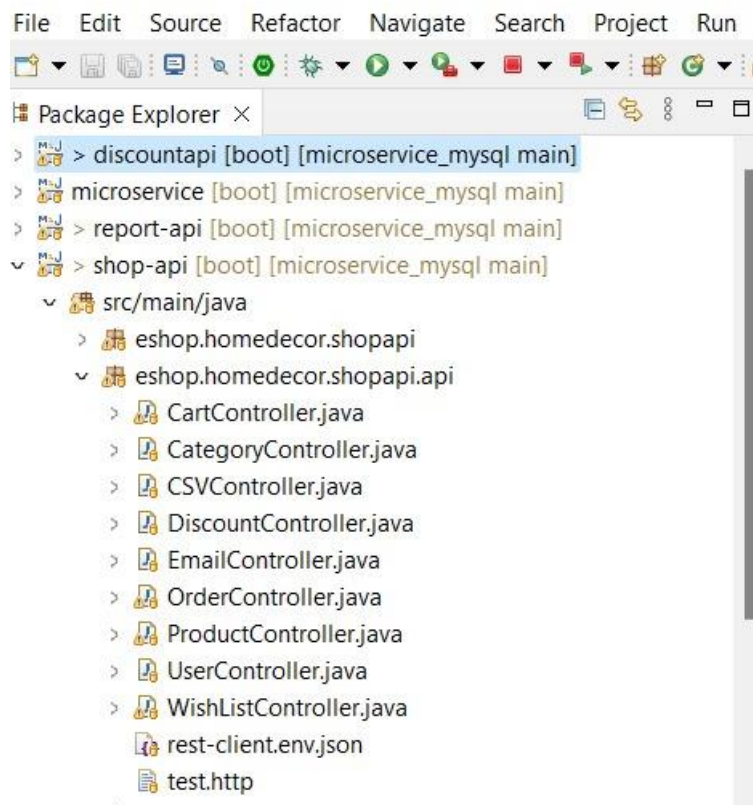 File Edit Source Refactor Navigate Search Project Run
Package Explorer
> discountapi [boot] [microservice_mysql main]
microservice [boot] [microservice_mysql main]
> report-api [boot] [microservice_mysql main]
> shop-api [boot] [microservice_mysql main]
src/main/java
eshop.homedecor.shopapi
eshop.homedecor.shopapi.api
CartController.java
CategoryController.java
CSVController.java
DiscountController.java
EmailController.java
OrderController.java
ProductController.java
UserController.java
WishListController.java
rest-client.env.json
test.http